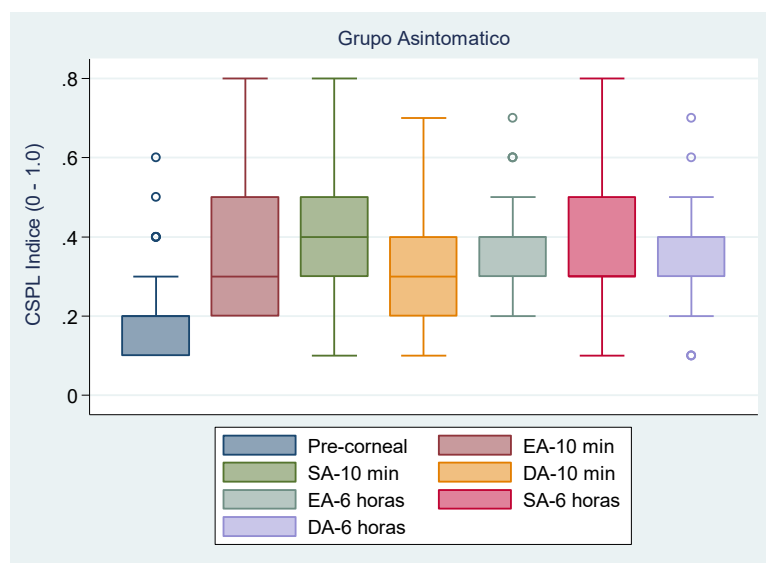 Grupo Asintomatico
CSPL Indice (0 - 1.0)
.8
.6
.4
.2
0
Pre-corneal
EA-10 min
SA-10 min
DA-10 min
EA-6 horas
SA-6 horas
DA-6 horas